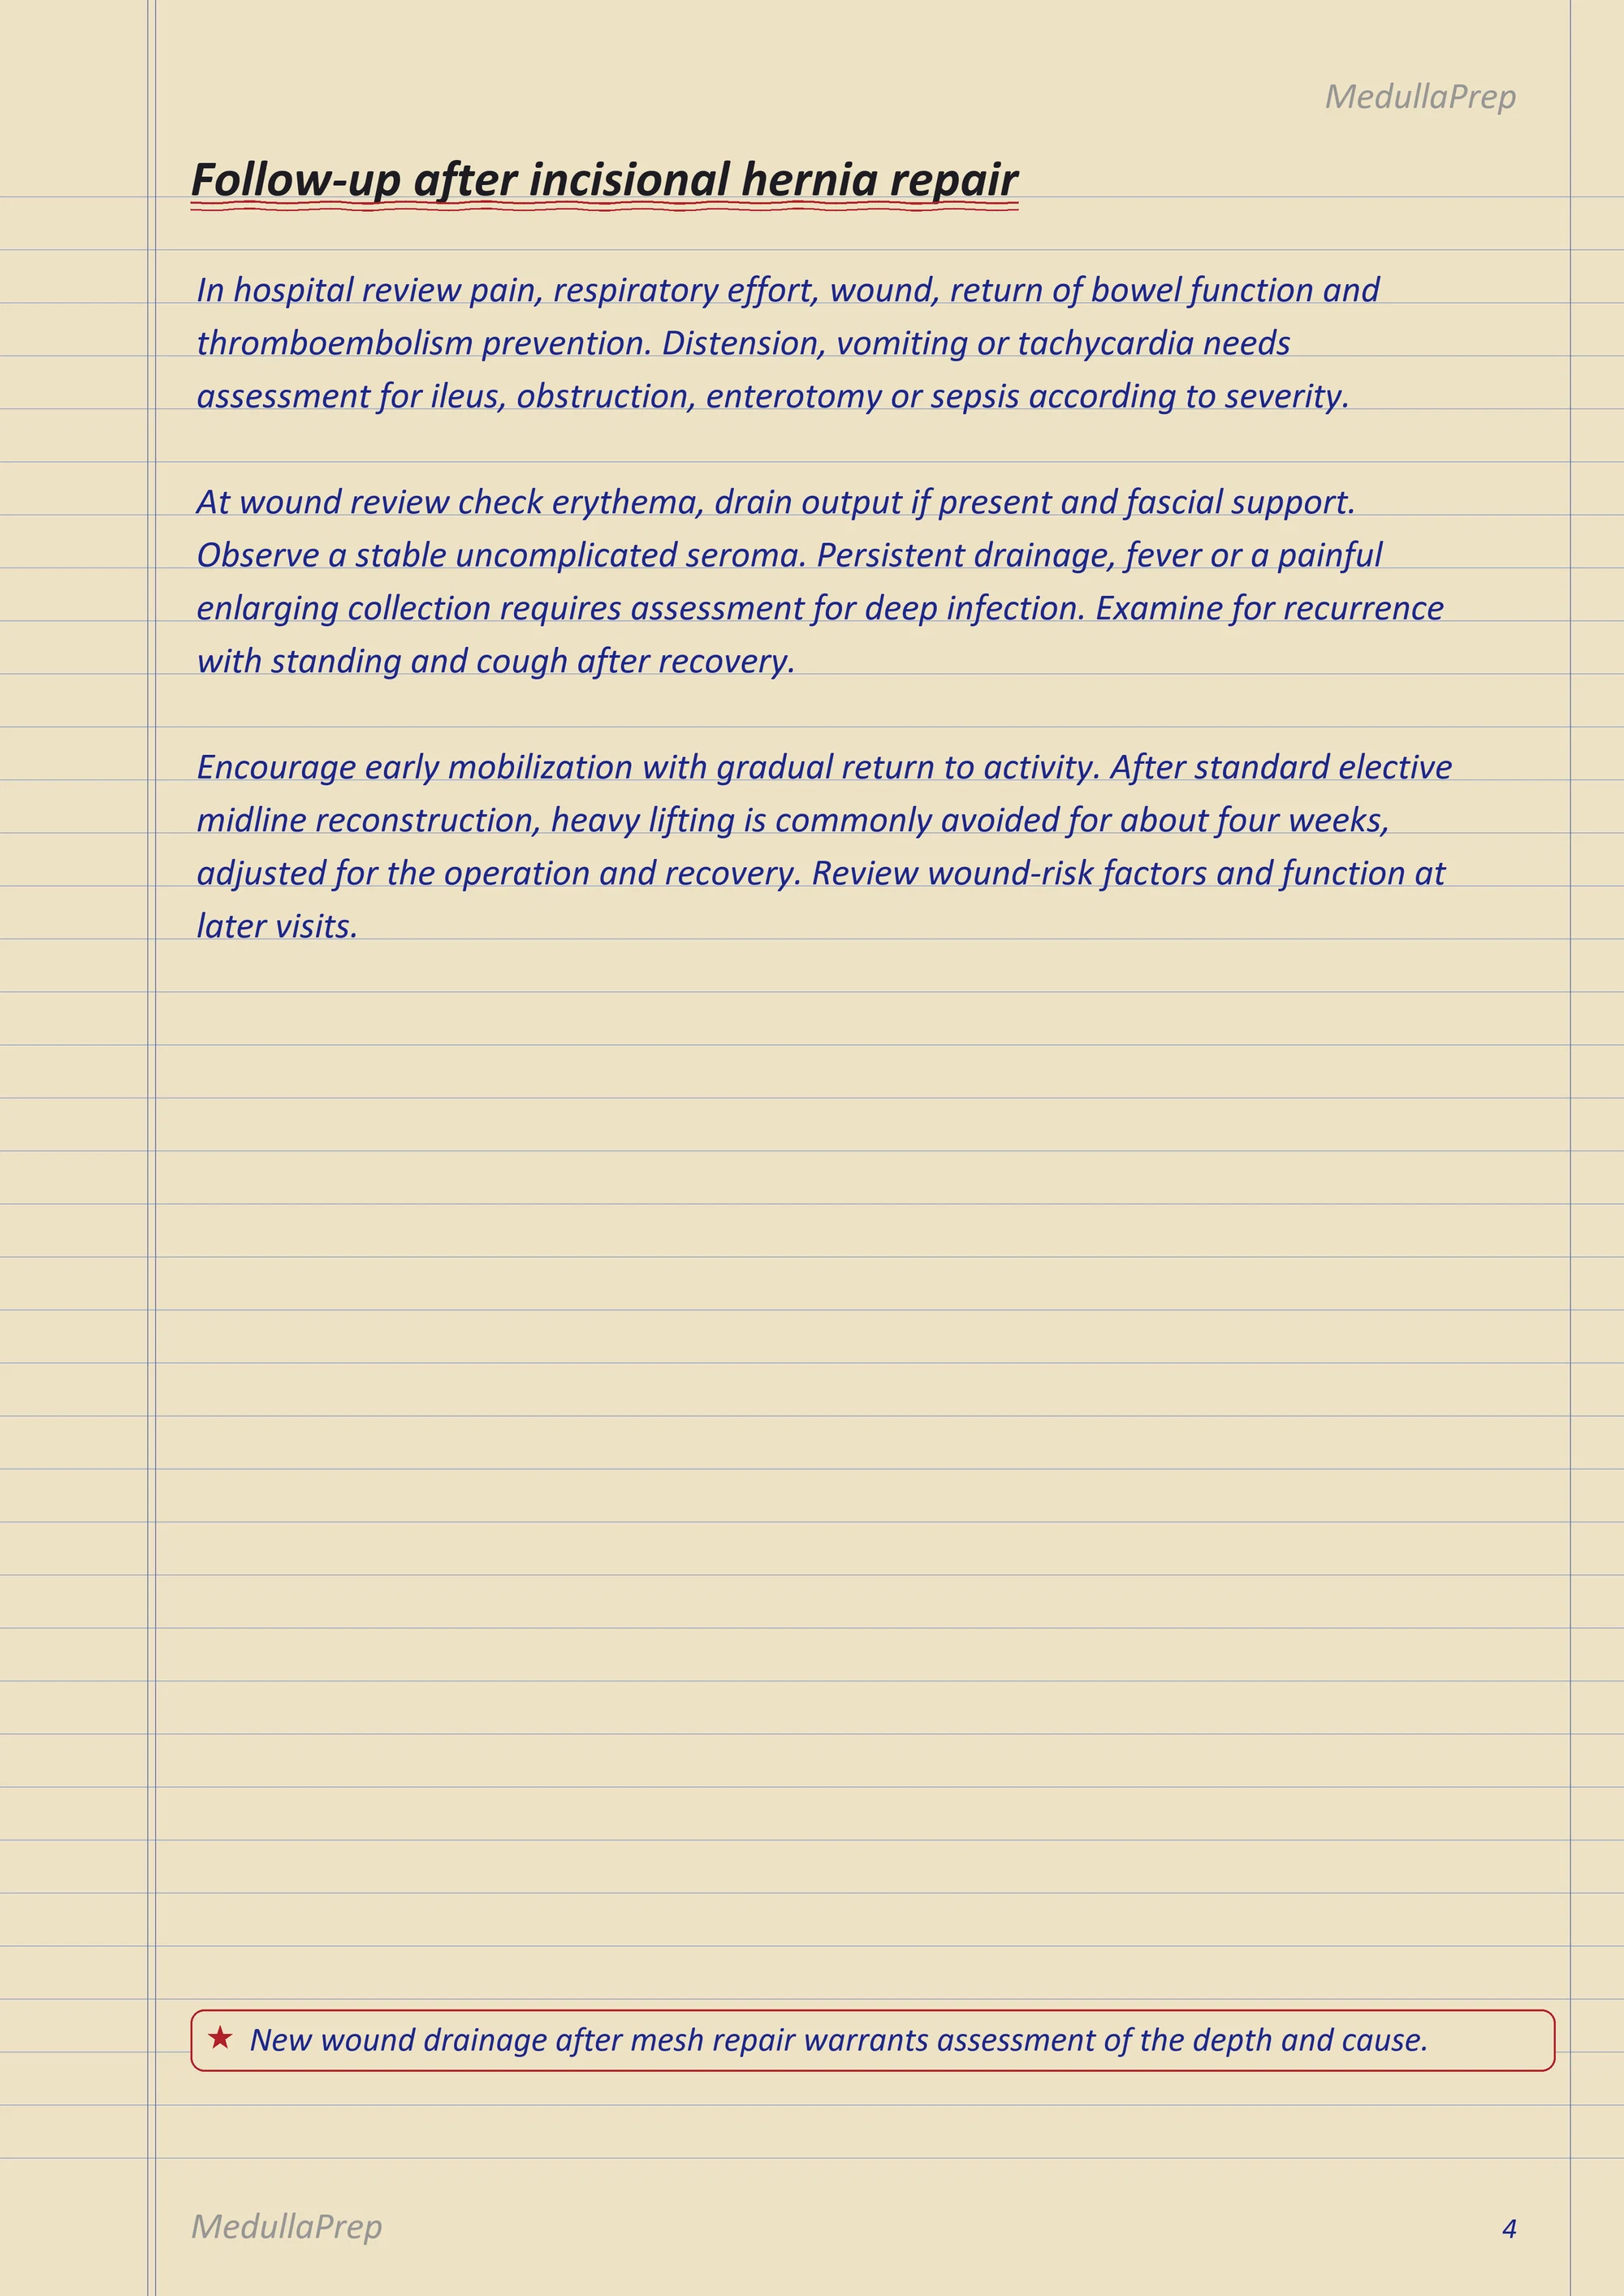 MedullaPrep
Follow-up after incisional hernia repair
In hospital review pain, respiratory effort, wound, return of bowel function and
thromboembolism prevention. Distension, vomiting or tachycardia needs
assessment for ileus, obstruction, enterotomy or sepsis according to severity.
At wound review check erythema, drain output if present and fascial support.
Observe a stable uncomplicated seroma. Persistent drainage, fever or a painful
enlarging collection requires assessment for deep infection. Examine for recurrence
with standing and cough after recovery.
Encourage early mobilization with gradual return to activity. After standard elective
midline reconstruction, heavy lifting is commonly avoided for about four weeks,
adjusted for the operation and recovery. Review wound-risk factors and function at
later visits.
★ New wound drainage after mesh repair warrants assessment of the depth and cause.
MedullaPrep
4